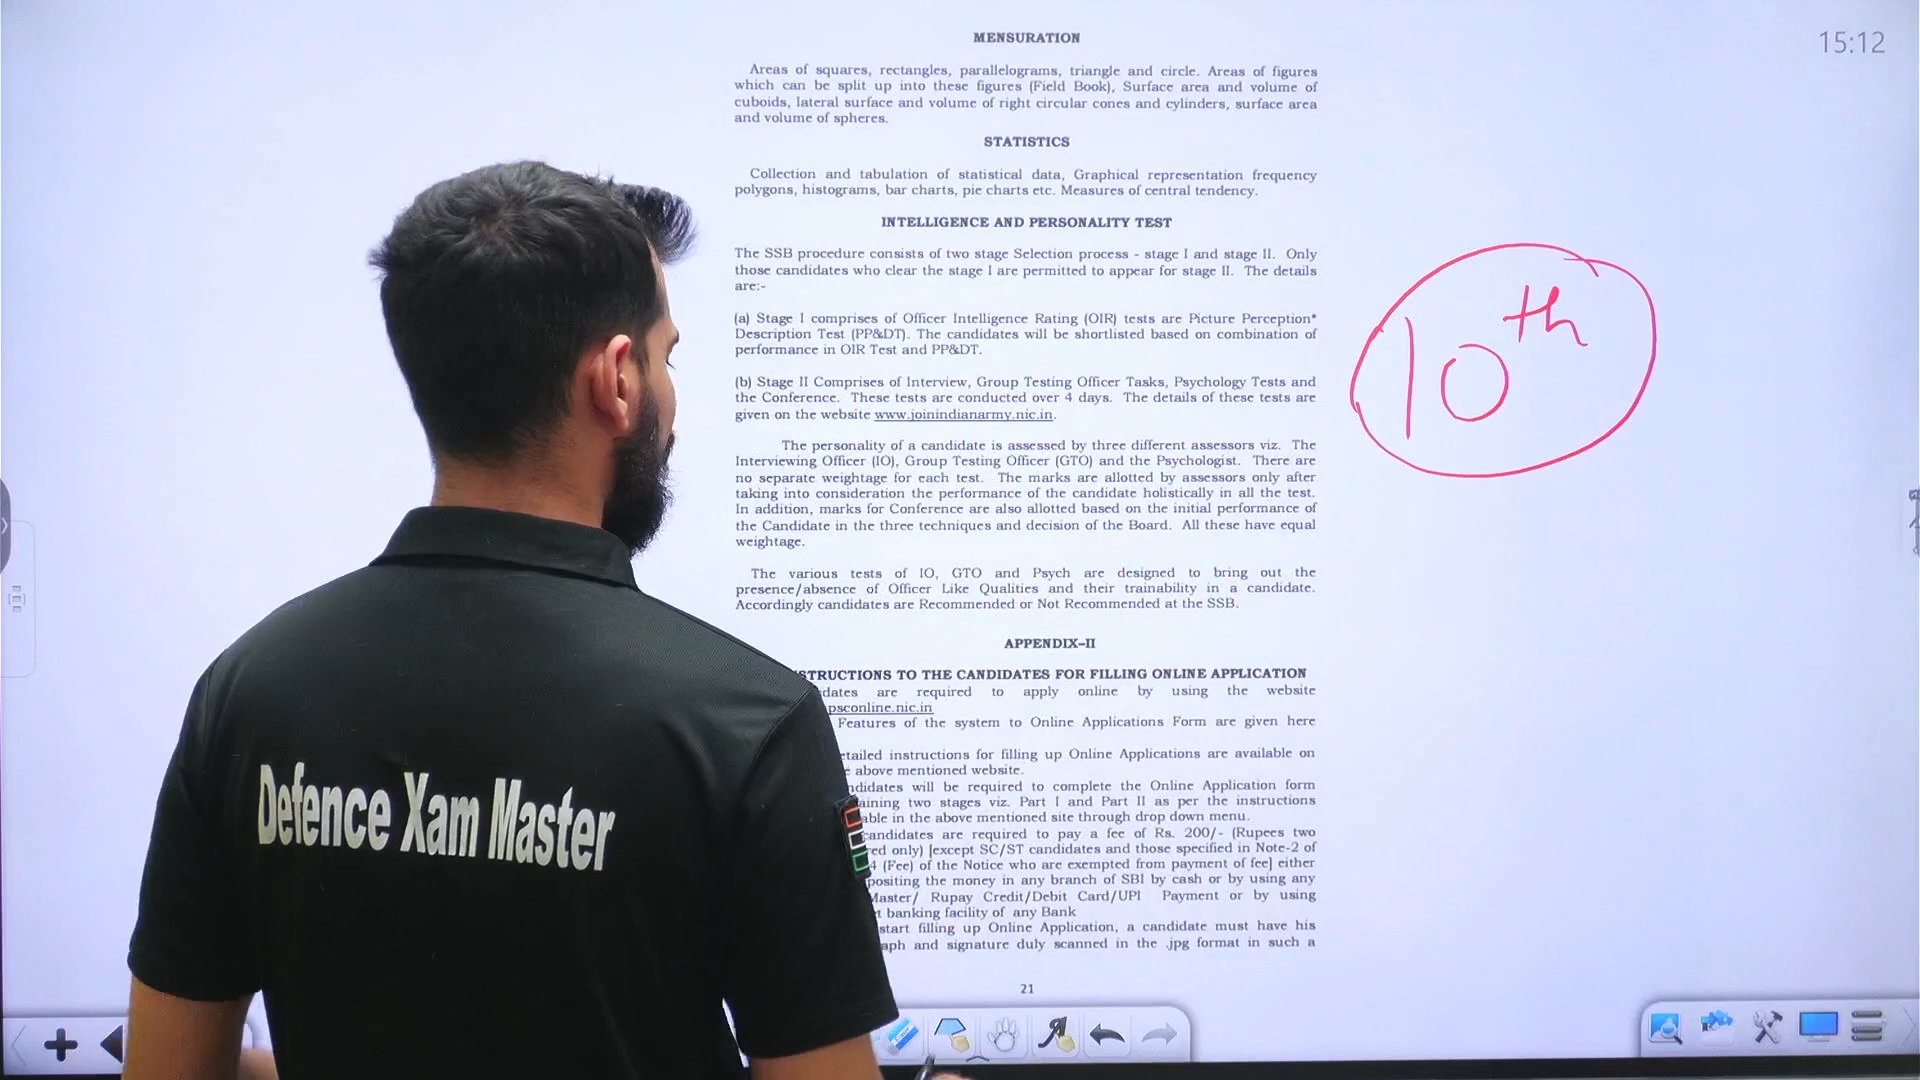 15:12
MENSURATION
Areas of squares, rectangles, parallelograms, triangle and circle. Areas of figures
which can be split up into these figures (Field Book), Surface area and volume of
cuboids, lateral surface and volume of right circular cones and cylinders, surface area
and volume of spheres.
STATISTICS
Collection and tabulation of statistical data, Graphical representation frequency
polygons, histograms, bar charts, pie charts etc. Measures of central tendency.
INTELLIGENCE AND PERSONALITY TEST
The SSB procedure consists of two stage Selection process - stage I and stage II. Only
those candidates who clear the stage I are permitted to appear for stage II. The details
are:-
(a) Stage I comprises of Officer Intelligence Rating (OIR) tests are Picture Perception*
Description Test (PP&DT). The candidates will be shortlisted based on combination of
performance in OIR Test and PP&DT.
(b) Stage II Comprises of Interview, Group Testing Officer Tasks, Psychology Tests and
the Conference. These tests are conducted over 4 days. The details of these tests are
given on the website www.joinindianarmy.nic.in.
The personality of a candidate is assessed by three different assessors viz. The
Interviewing Officer (IO), Group Testing Officer (GTO) and the Psychologist. There are
no separate weightage for each test. The marks are allotted by assessors only after
taking into consideration the performance of the candidate holistically in all the test.
In addition, marks for Conference are also allotted based on the initial performance of
the Candidate in the three techniques and decision of the Board. All these have equal
weightage.
The various tests of IO, GTO and Psych are designed to bring out the
presence/absence of Officer Like Qualities and their trainability in a candidate.
Accordingly candidates are Recommended or Not Recommended at the SSB.
APPENDIX-II
STRUCTIONS TO THE CANDIDATES FOR FILLING ONLINE APPLICATION
dates are required to apply online by using the website
psconline.nic.in
Features of the system to Online Applications Form are given here
etailed instructions for filling up Online Applications are available on
e above mentioned website.
ndidates will be required to complete the Online Application form
aining two stages viz. Part I and Part II as per the instructions
able in the above mentioned site through drop down menu.
candidates are required to pay a fee of Rs. 200/- (Rupees two
red only) [except SC/ST candidates and those specified in Note-2 of
4 (Fee) of the Notice who are exempted from payment of fee] either
positing the money in any branch of SBI by cash or by using any
Master/ Rupay Credit/Debit Card/UPI Payment or by using
t banking facility of any Bank
start filling up Online Application, a candidate must have his
aph and signature duly scanned in the .jpg format in such a
21
10th
Defence Xam Master